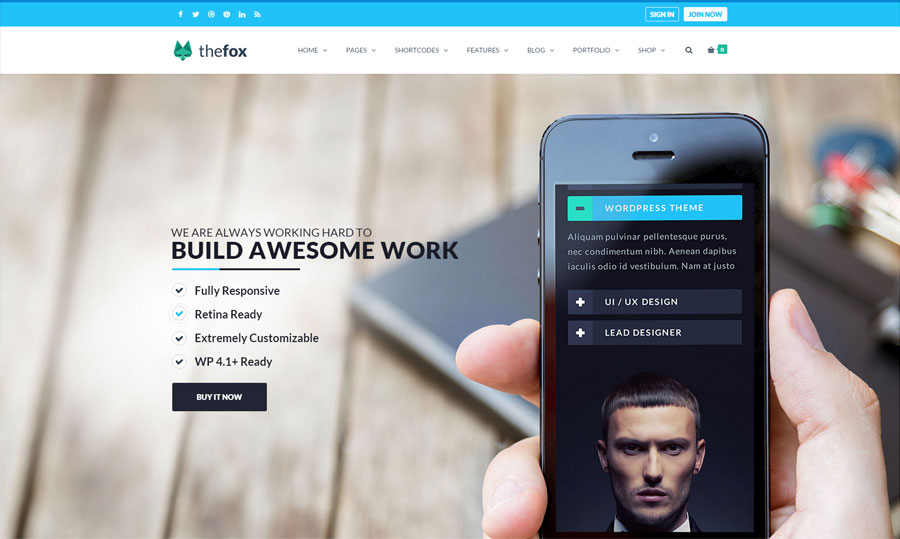 SIGN IN
JOIN NOW
thefox
HOME
PAGES
SHORTCODES
FEATURES
BLOG
PORTFOLIO
SHOP
0
WE ARE ALWAYS WORKING HARD TO
BUILD AWESOME WORK
Fully Responsive
Retina Ready
Extremely Customizable
WP 4.1+ Ready
BUY IT NOW
WORDPRESS THEME
Aliquam pulvinar pellentesque purus,
nec condimentum nibh. Aenean dapibus
iaculis odio id vestibulum. Nam at justo
UI / UX DESIGN
LEAD DESIGNER